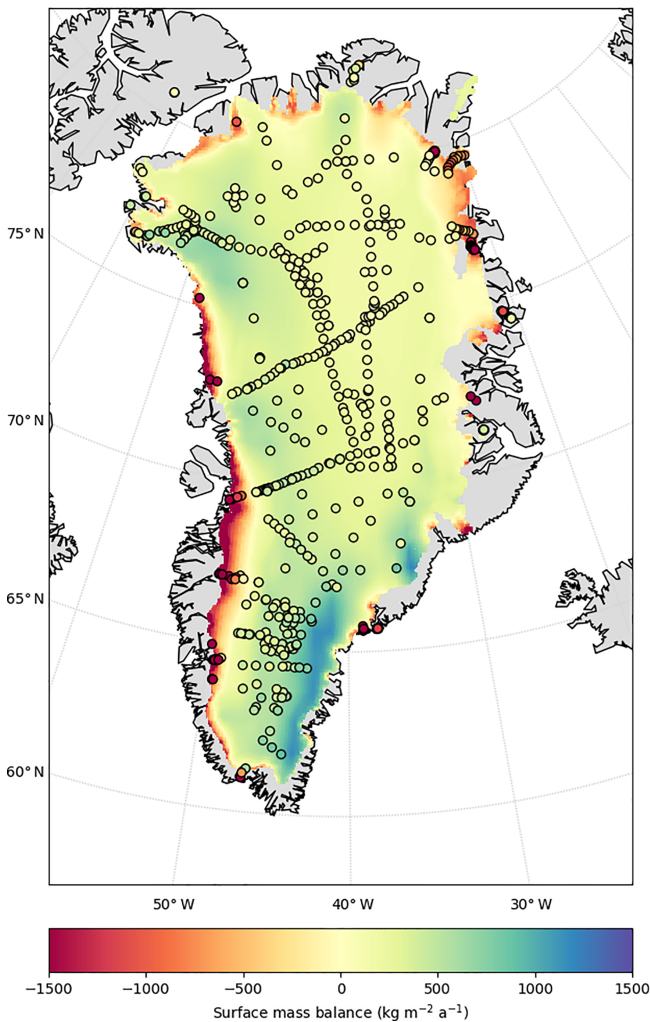 75° N
70° N
65° N
60° N
50° W 40° W 30° W
−1500 −1000 −500 0 500 1000 1500
Surface mass balance (kg m⁻² a⁻¹)